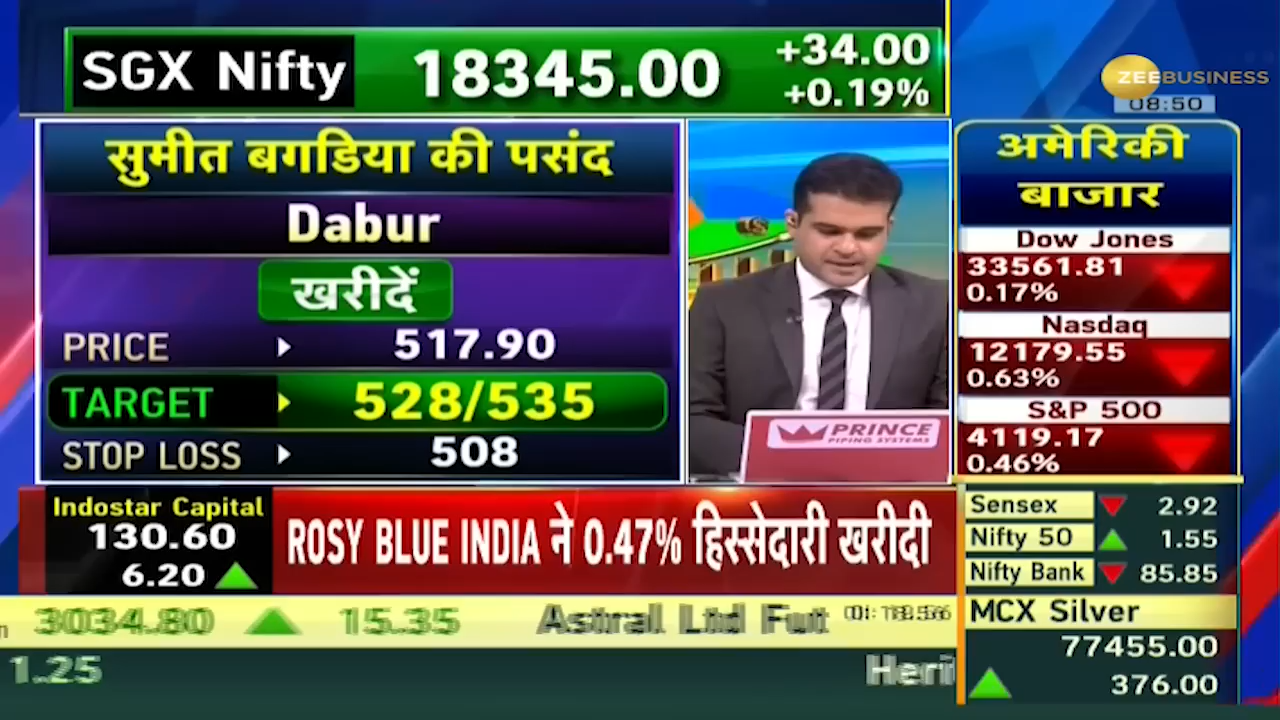 SGX Nifty 18345.00 +34.00
+0.19%
ZEEBUSINESS
08:50
सुमीत बगडिया की पसंद
Dabur
खरीदें
PRICE 517.90
TARGET 528/535
STOP LOSS 508
PRINCE
PIPING SYSTEMS
अमेरिकी
बाजार
Dow Jones
33561.81
0.17%
Nasdaq
12179.55
0.63%
S&P 500
4119.17
0.46%
Indostar Capital
130.60
6.20
ROSY BLUE INDIA ने 0.47% हिस्सेदारी खरीदी
Sensex 2.92
Nifty 50 1.55
Nifty Bank 85.85
MCX Silver
77455.00
376.00
3034.80 15.35 Astral Ltd Fut
1.25 Heri